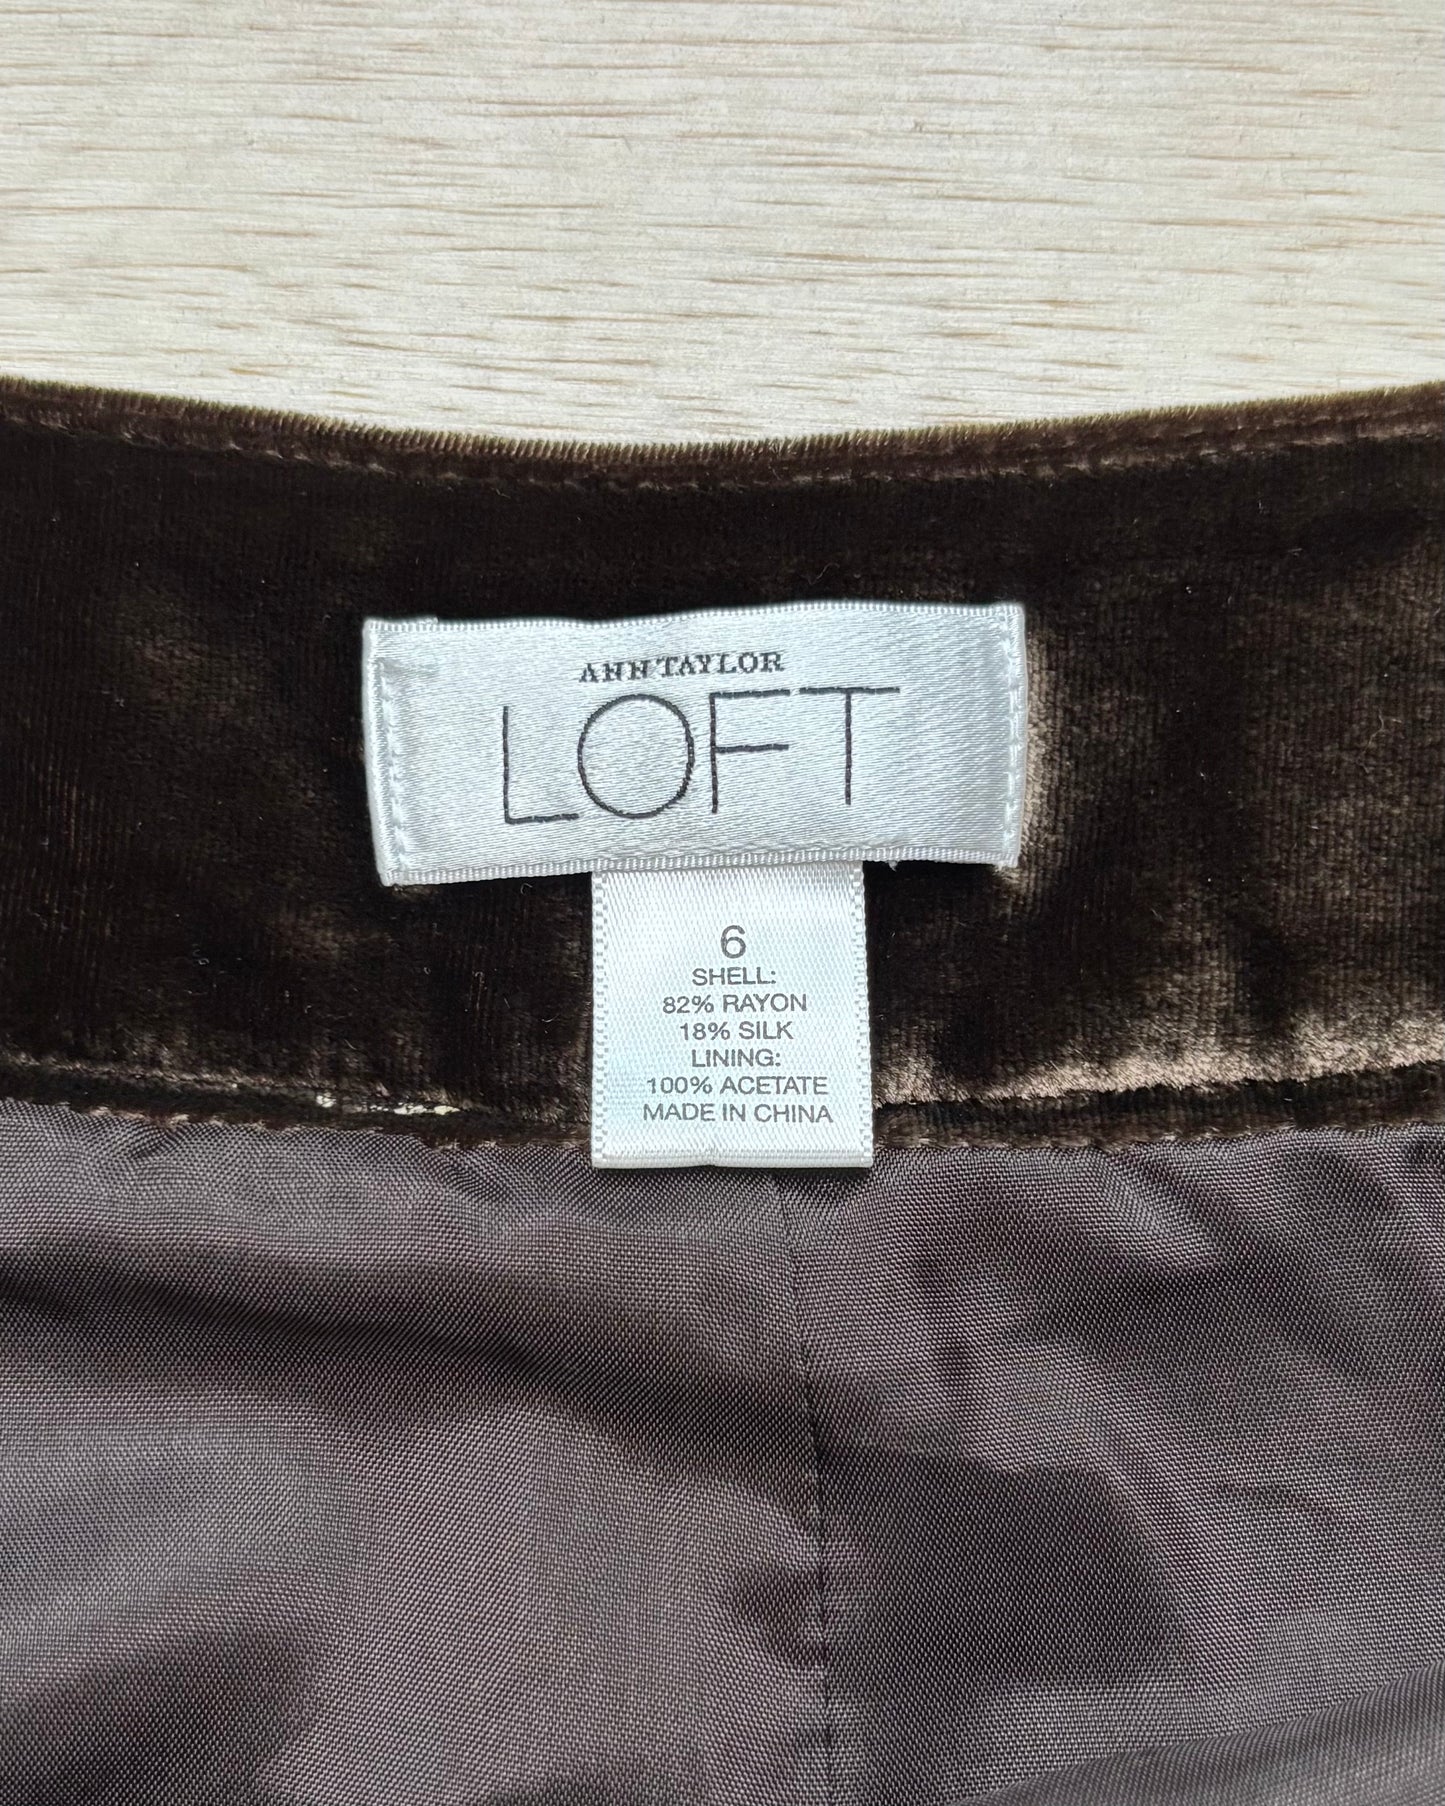 ANN TAYLOR
LOFT
6
SHELL:
82% RAYON
18% SILK
LINING:
100% ACETATE
MADE IN CHINA